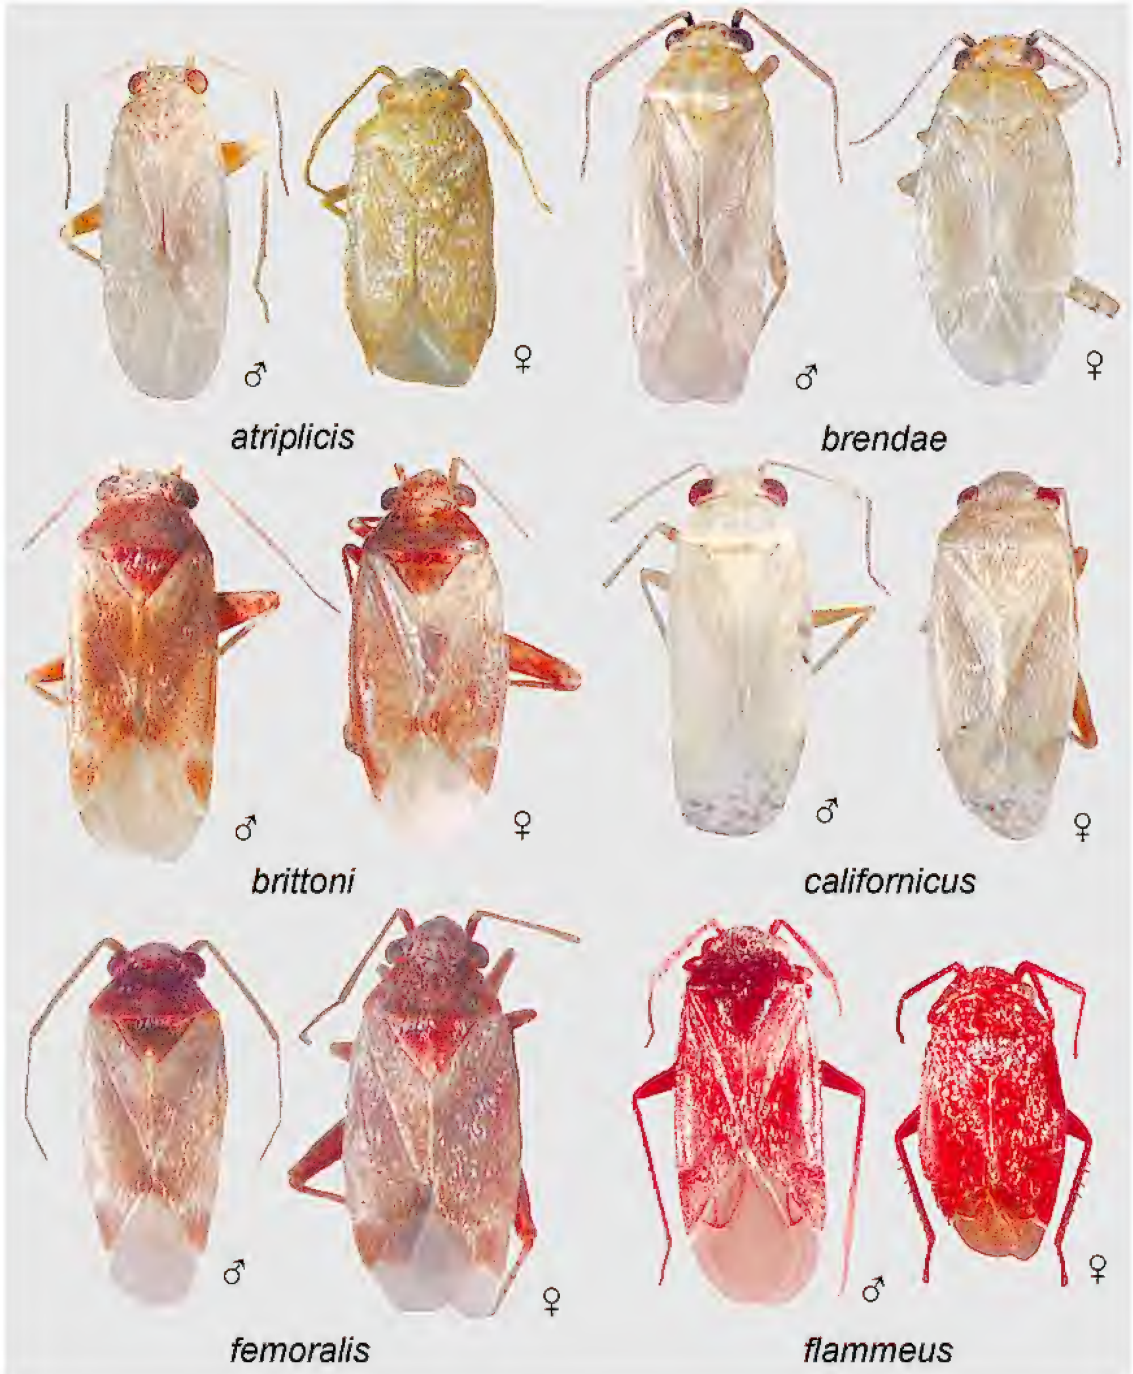 ♂ ♀ ♂ ♀
atriplicis brendae
♂ ♀ ♂ ♀
brittoni californicus
♂ ♀ ♂ ♀
femoralis flammeus